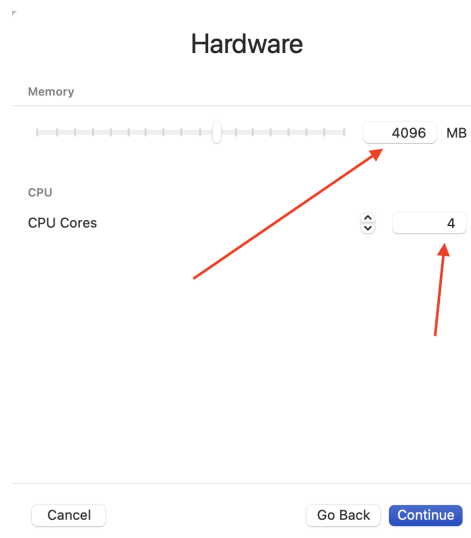 Hardware
Memory
4096 MB
CPU
CPU Cores 4
Cancel Go Back Continue